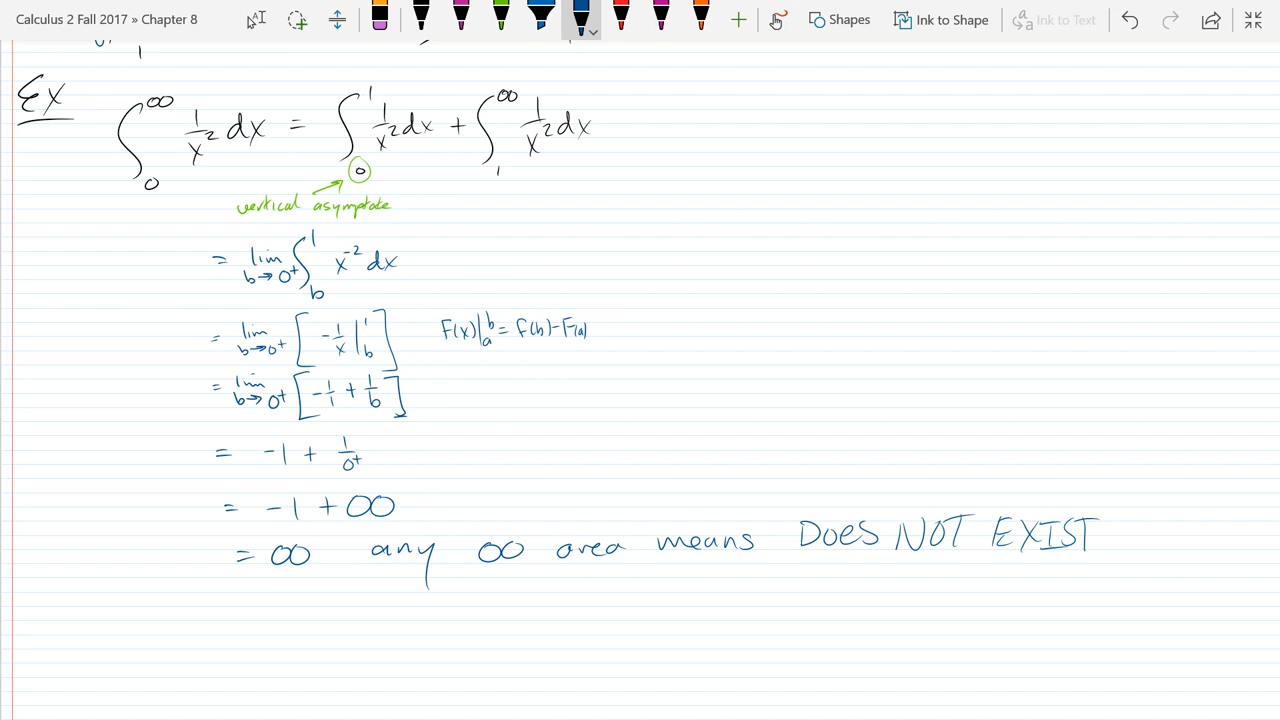 Calculus 2 Fall 2017 » Chapter 8
Shapes
Ink to Shape
Ink to Text
Ex ∫₀^∞ 1/x² dx = ∫₀^1 1/x² dx + ∫₁^∞ 1/x² dx
vertical asymptote
= lim b→0⁺ ∫_b^1 x⁻² dx
= lim b→0⁺ [ -1/x |_b^1 ] F(x)|_a^b = F(b) - F(a)
= lim b→0⁺ [ -1/1 + 1/b ]
= -1 + 1/0⁺
= -1 + ∞
= ∞ any ∞ area means DOES NOT EXIST